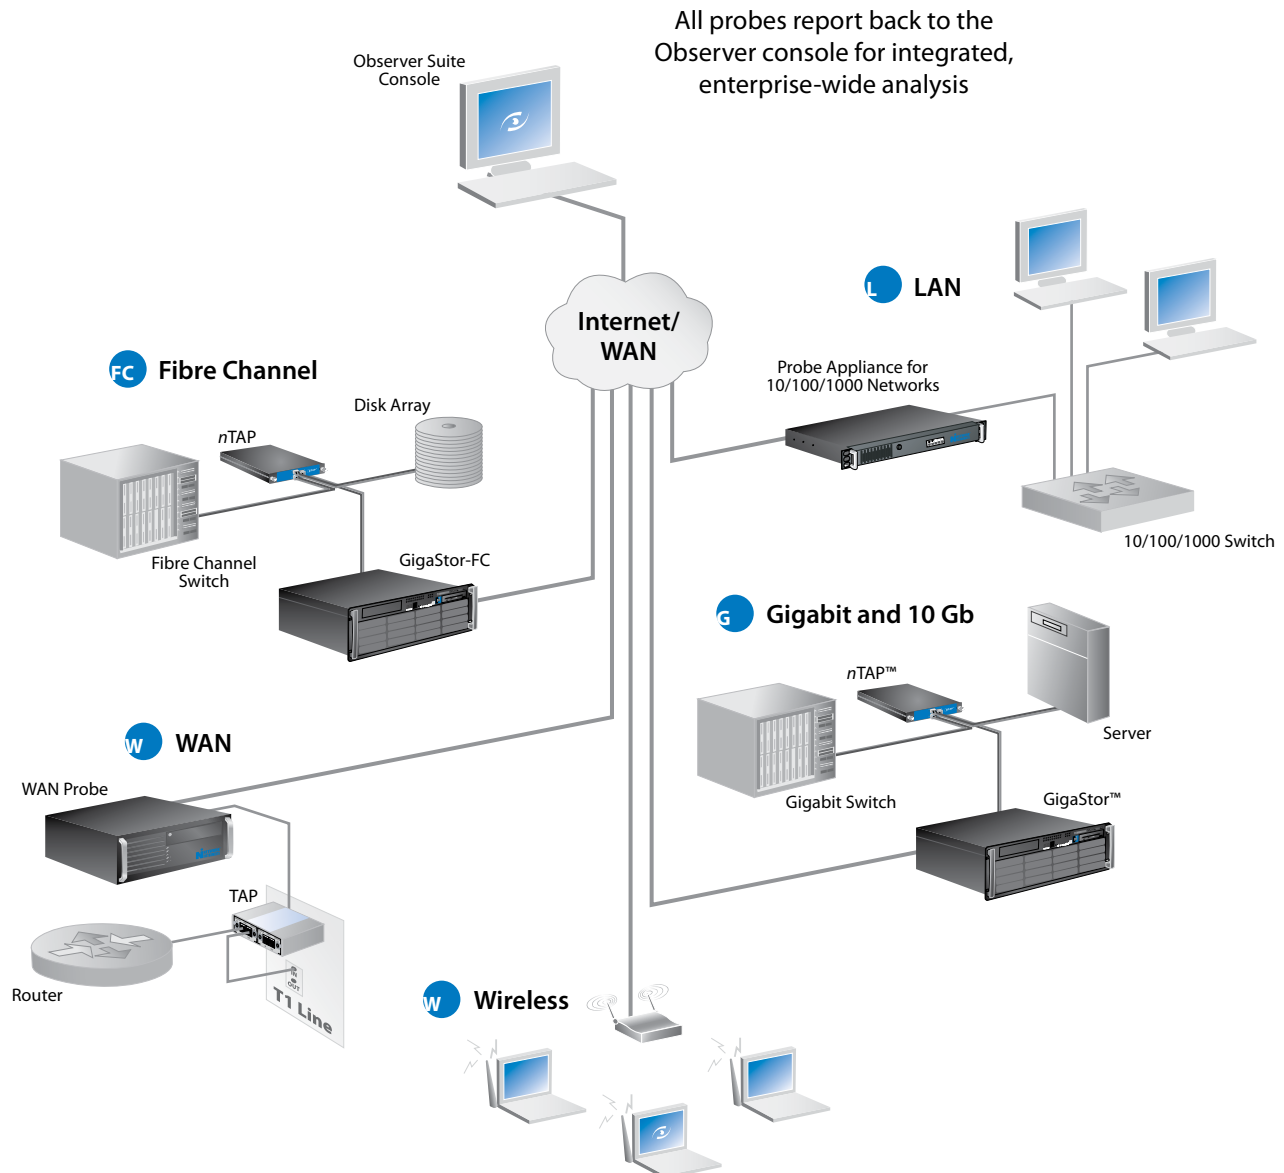 All probes report back to the
Observer console for integrated,
enterprise-wide analysis
Observer Suite
Console
L LAN
Internet/
WAN
Probe Appliance for
10/100/1000 Networks
FC Fibre Channel
Disk Array
nTAP
10/100/1000 Switch
Fibre Channel
Switch
GigaStor-FC
G Gigabit and 10 Gb
nTAP™
Server
W WAN
WAN Probe
Gigabit Switch
GigaStor™
TAP
IN
OUT
T1 Line
Router
W Wireless